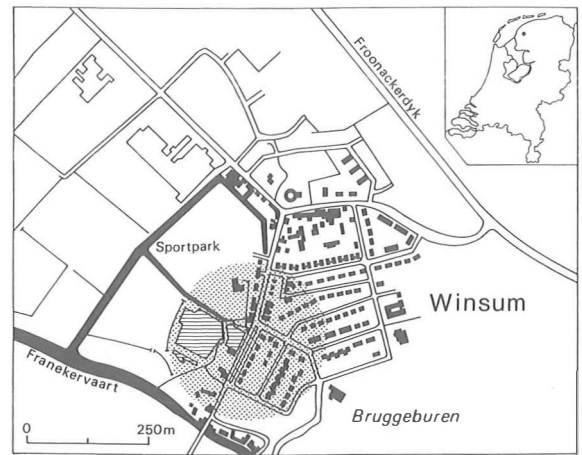 Froonackerdyk
Sportpark
Winsum
Franekervaart
Bruggeburen
0 250m